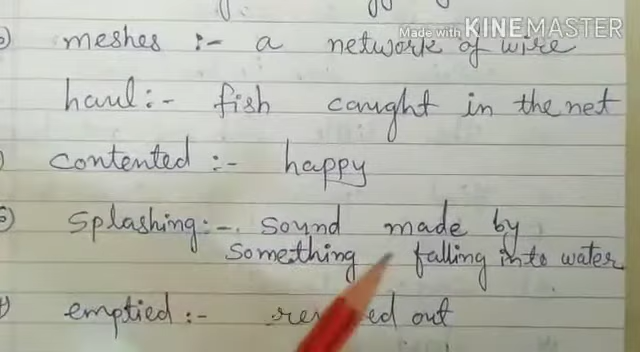 Made with KINEMASTER
meshes :- a network of wire
haul :- fish caught in the net
contented :- happy
splashing :- sound made by
something falling into water
emptied :- out